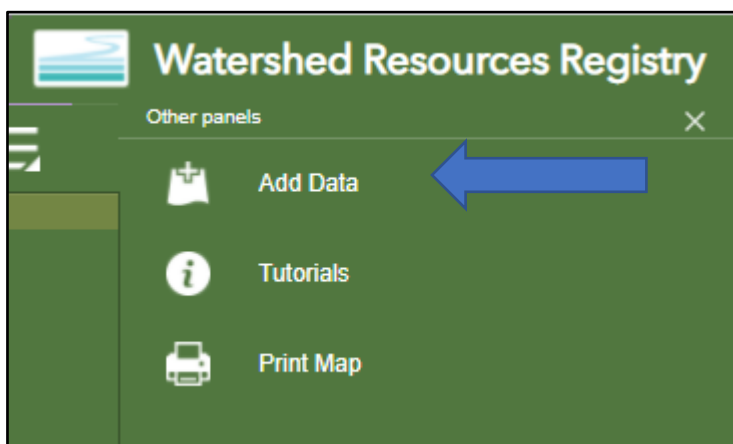 Watershed Resources Registry
Other panels
Add Data
Tutorials
Print Map